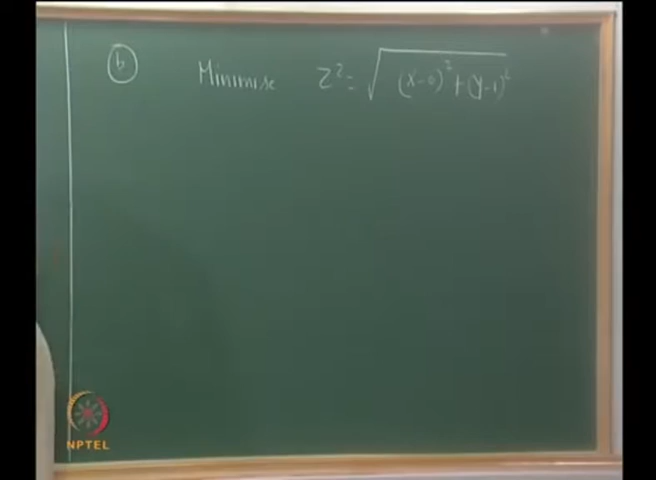 b Minimise Z² = √(x-0)² + (y-1)²
NPTEL